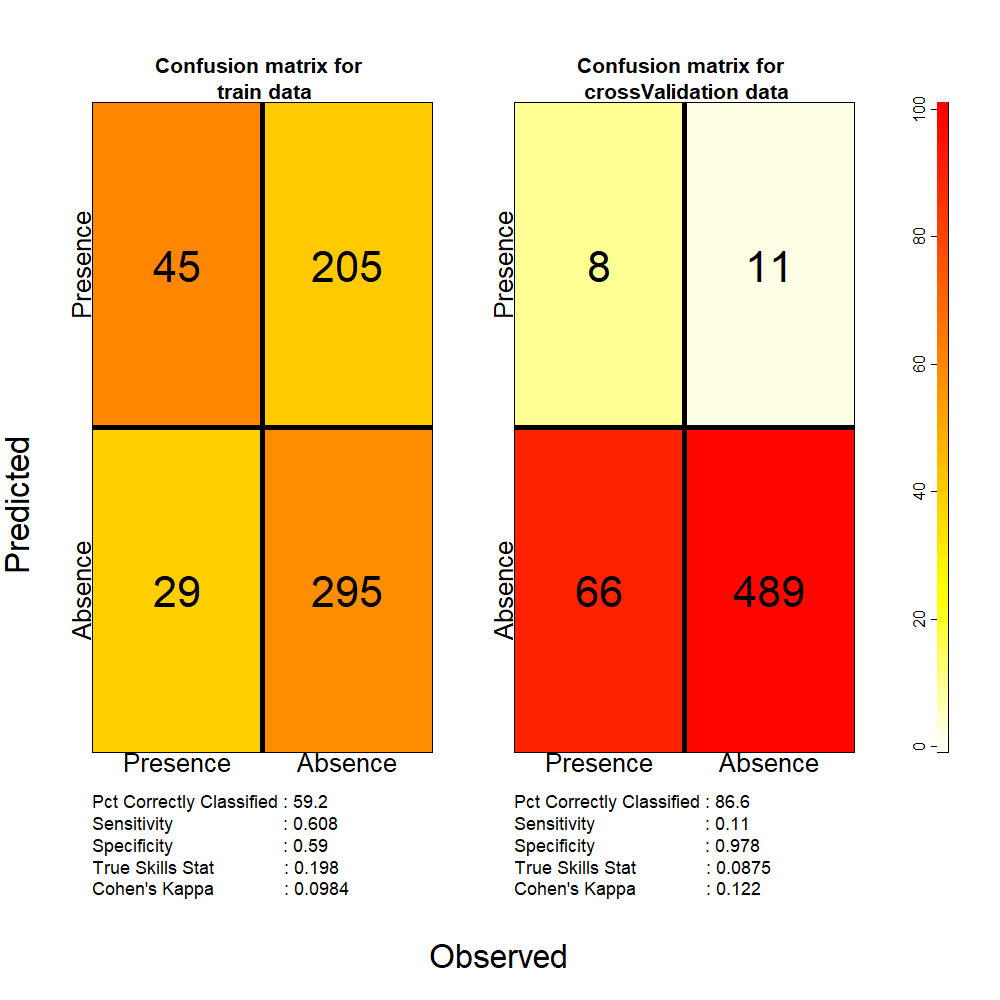 Confusion matrix for
train data
Presence
45
205
Absence
29
295
Presence
Absence
Pct Correctly Classified : 59.2
Sensitivity : 0.608
Specificity : 0.59
True Skills Stat : 0.198
Cohen's Kappa : 0.0984
Confusion matrix for
crossValidation data
Presence
8
11
Absence
66
489
Presence
Absence
Pct Correctly Classified : 86.6
Sensitivity : 0.11
Specificity : 0.978
True Skills Stat : 0.0875
Cohen's Kappa : 0.122
100
80
60
40
20
0
Predicted
Observed